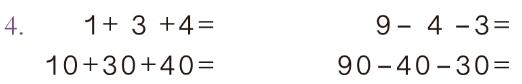 4. 1+ 3 +4= 9− 4 −3=
10+30+40= 90−40−30=